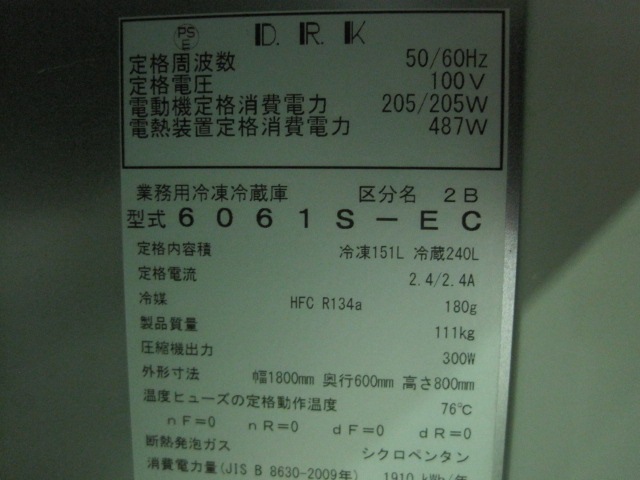 PS
E D.R.K
定格周波数 50/60Hz
定格電圧 100V
電動機定格消費電力 205/205W
電熱装置定格消費電力 487W
業務用冷凍冷蔵庫 区分名 2B
型式 6061S-EC
定格内容積 冷凍151L 冷蔵240L
定格電流 2.4/2.4A
冷媒 HFC R134a 180g
製品質量 111kg
圧縮機出力 300W
外形寸法 幅1800mm 奥行600mm 高さ800mm
温度ヒューズの定格動作温度 76℃
nF=0 nR=0 dF=0 dR=0
断熱発泡ガス シクロペンタン
消費電力量(JIS B 8630-2009年) 1910 kWh/年